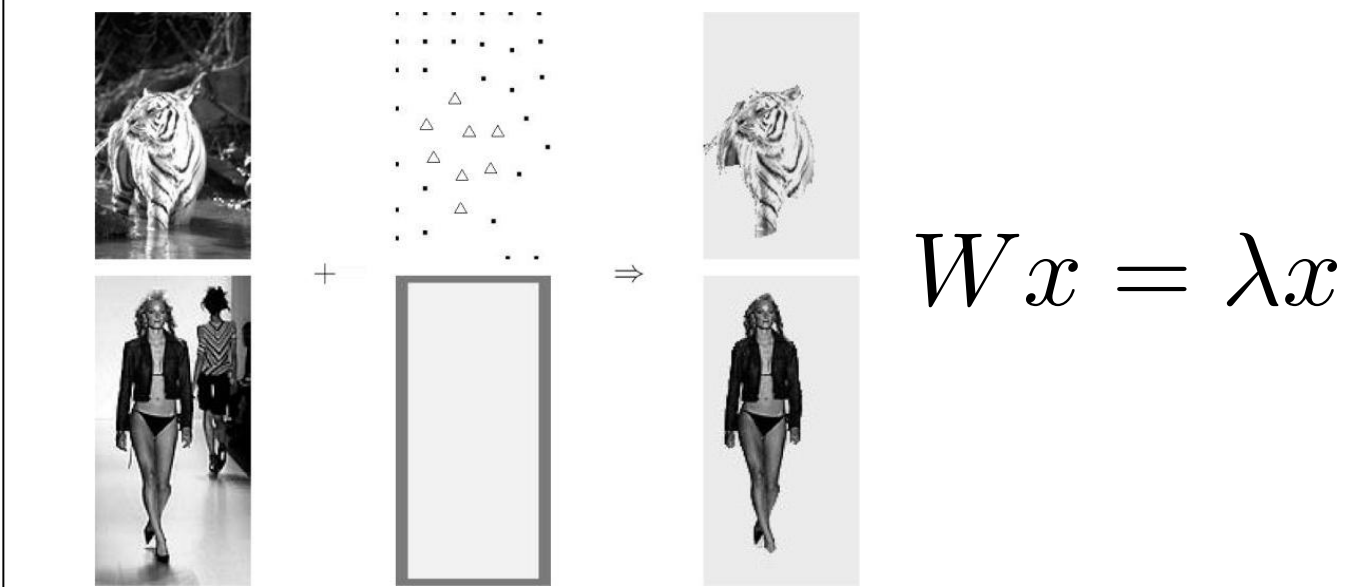 + ⇒ Wx = λx